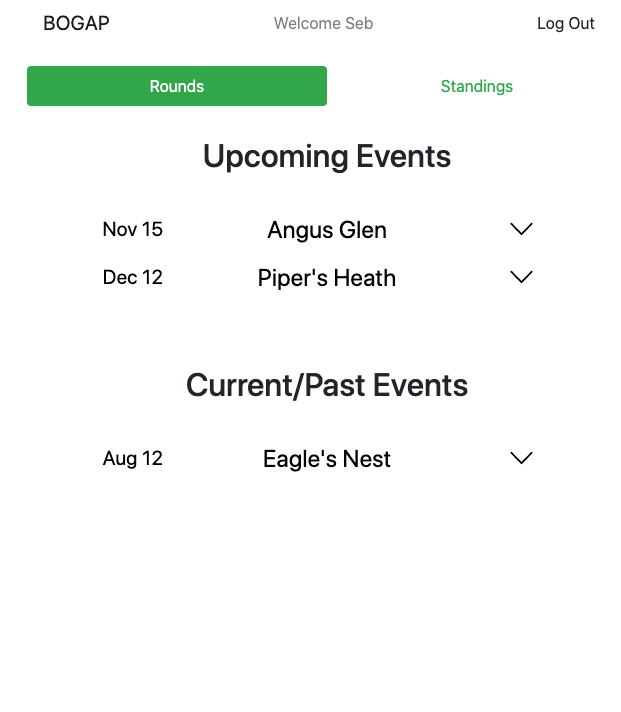 BOGAP Welcome Seb Log Out
Rounds Standings
Upcoming Events
Nov 15 Angus Glen
Dec 12 Piper's Heath
Current/Past Events
Aug 12 Eagle's Nest